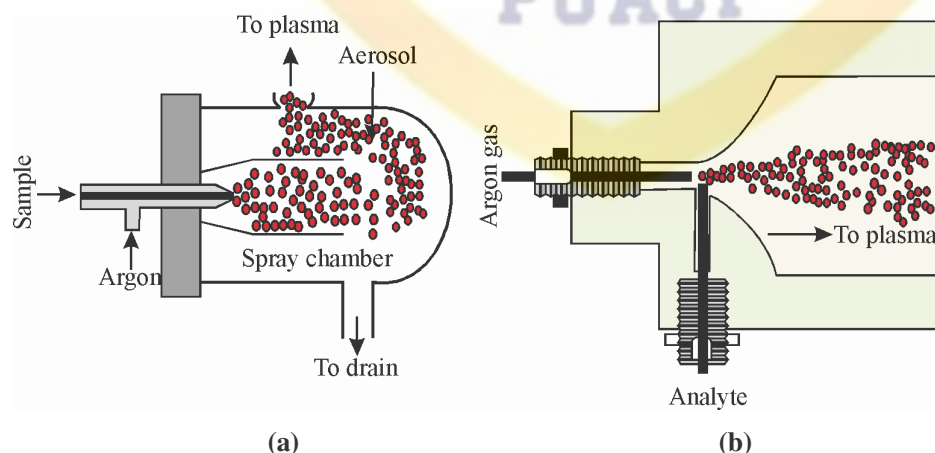 To plasma
Aerosol
Sample
Argon
Spray chamber
To drain
(a)
Argon gas
To plasma
Analyte
(b)